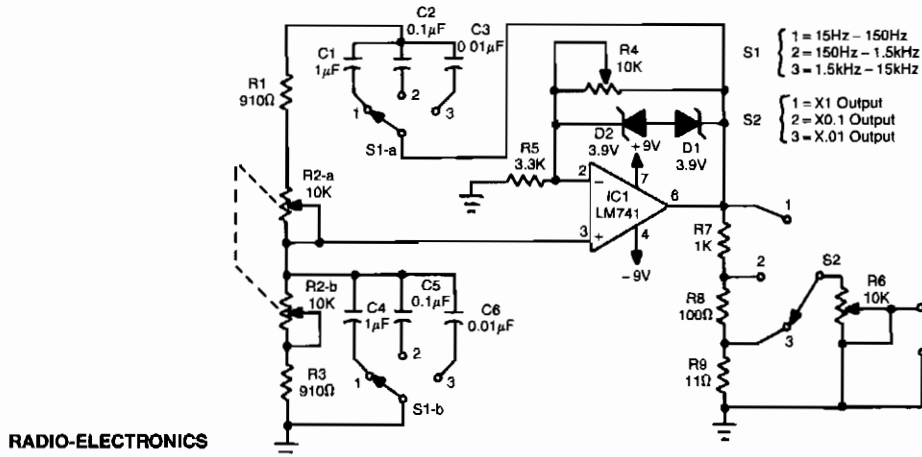 C2
0.1µF
C3
0.01µF
C1
1µF
R1
910Ω
1
2
3
S1-a
R4
10K
D2
3.9V
D1
3.9V
+9V
R5
3.3K
2
−
7
IC1
LM741
6
3
+
4
−9V
S1
1 = 15Hz – 150Hz
2 = 150Hz – 1.5kHz
3 = 1.5kHz – 15kHz
S2
1 = X1 Output
2 = X0.1 Output
3 = X.01 Output
R2-a
10K
R2-b
10K
R3
910Ω
C4
1µF
C5
0.1µF
C6
0.01µF
1
2
3
S1-b
1
R7
1K
2
S2
R8
100Ω
3
R6
10K
R9
11Ω
RADIO-ELECTRONICS